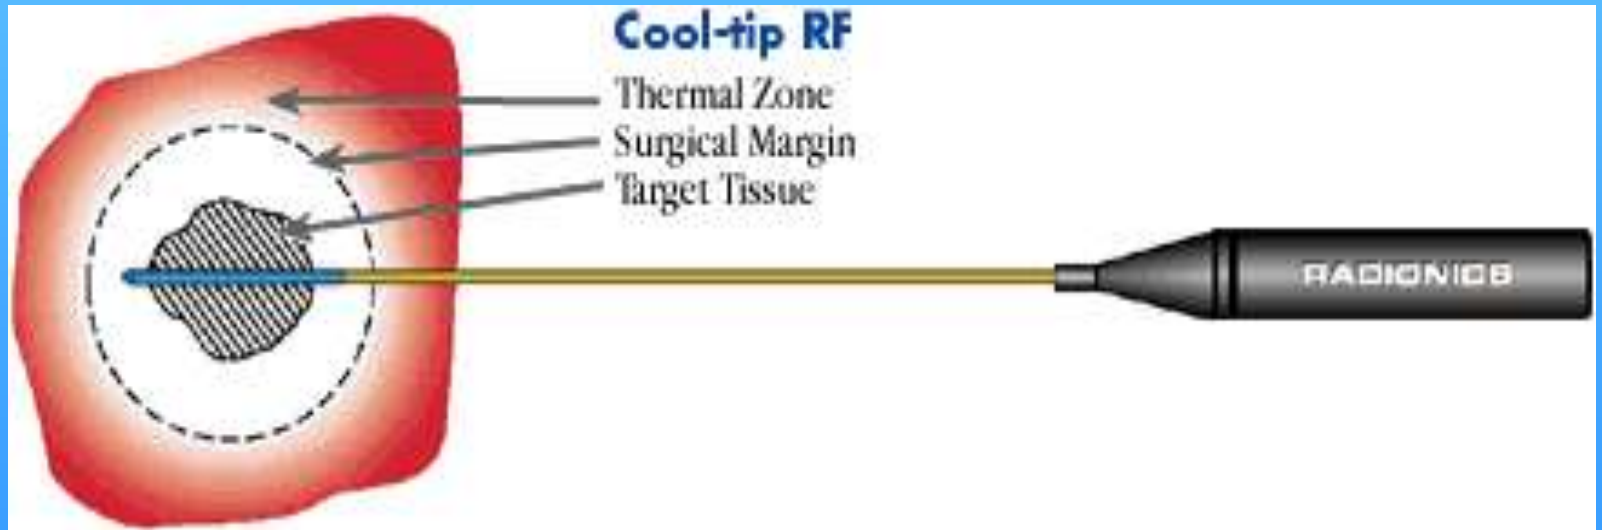 Cool-tip RF
Thermal Zone
Surgical Margin
Target Tissue
RADIONICS